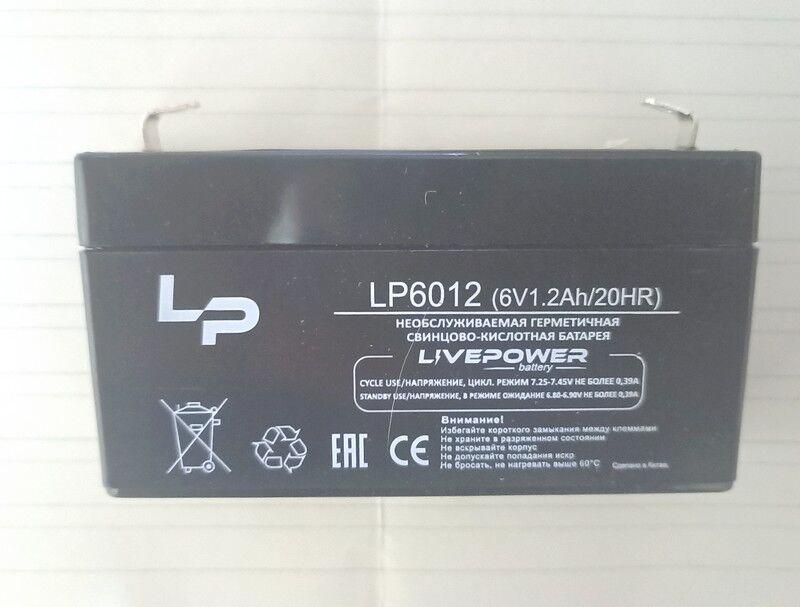 LP
LP6012 (6V1.2Ah/20HR)
НЕОБСЛУЖИВАЕМАЯ ГЕРМЕТИЧНАЯ
СВИНЦОВО-КИСЛОТНАЯ БАТАРЕЯ
LIVEPOWER
battery
CYCLE USE/НАПРЯЖЕНИЕ, ЦИКЛ. РЕЖИМ 7.25-7.45V НЕ БОЛЕЕ 0,39A
STANDBY USE/НАПРЯЖЕНИЕ, В РЕЖИМЕ ОЖИДАНИЕ 6.80-6.90V НЕ БОЛЕЕ 0,39A
Внимание!
Избегайте короткого замыкания между клеммами
Не храните в разряженном состоянии
Не вскрывайте корпус
Не допускайте попадания искр
Не бросать, не нагревать выше 60°C
Сделано в Китае.
EAC CE